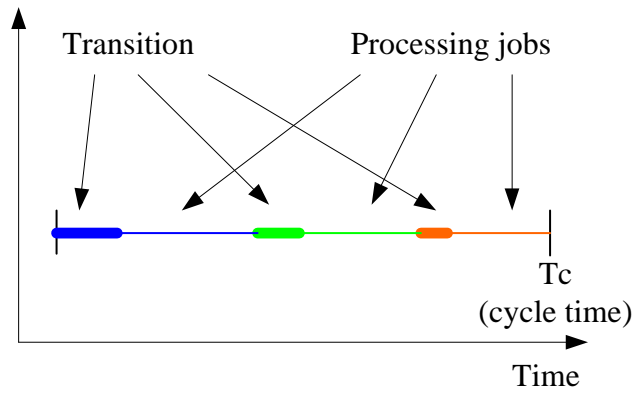 Transition
Processing jobs
Tc
(cycle time)
Time